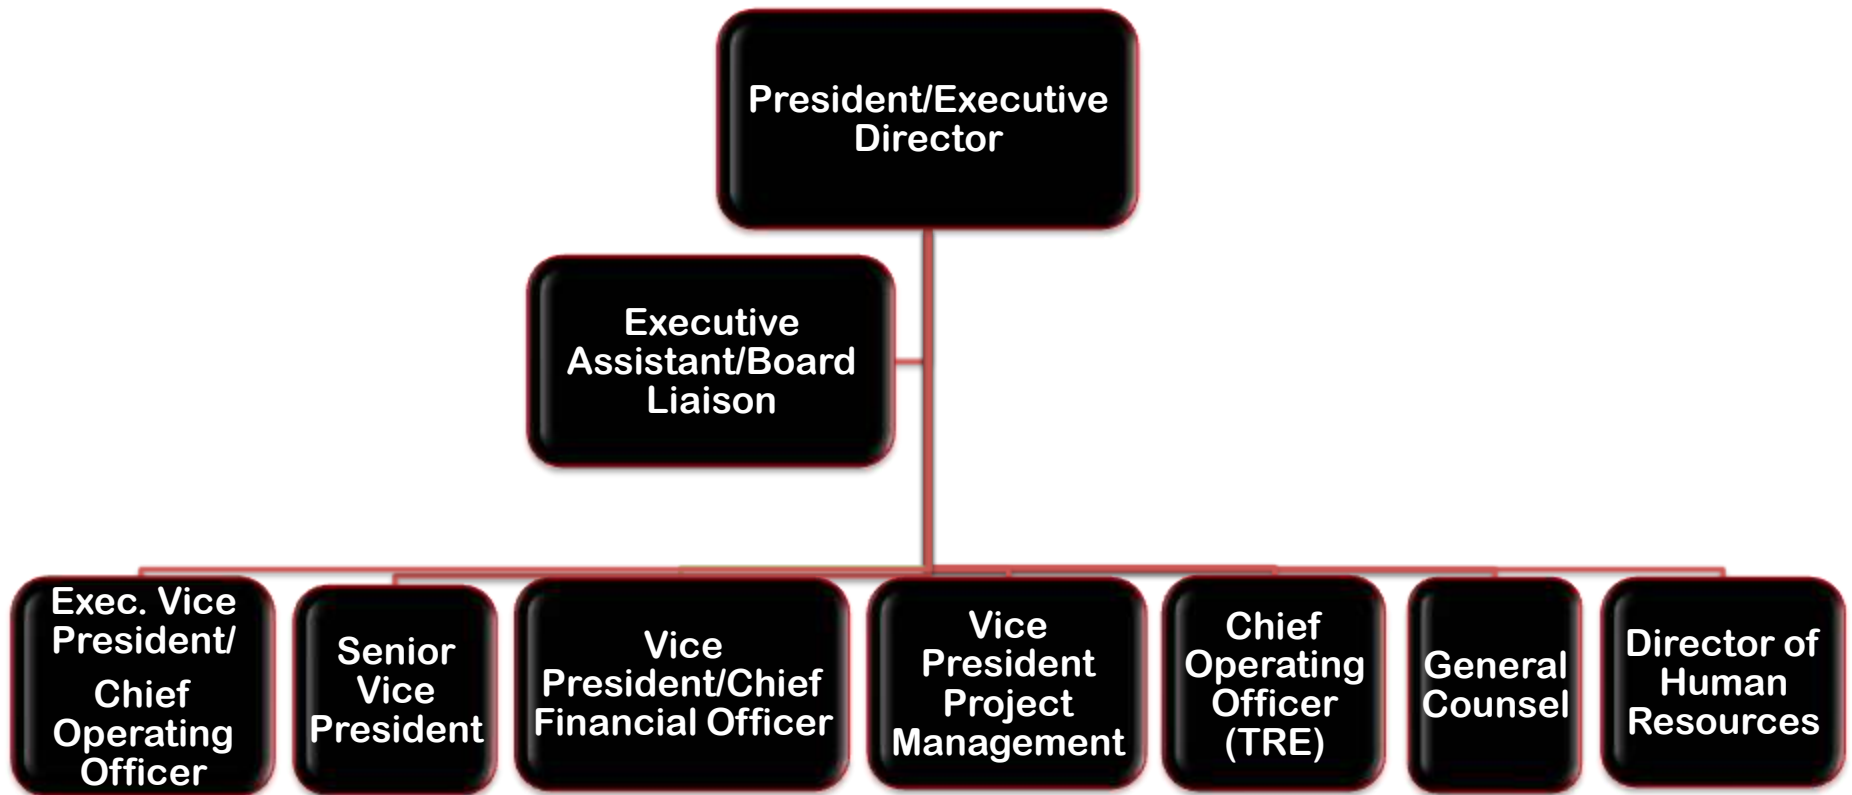 President/Executive
Director
Executive
Assistant/Board
Liaison
Exec. Vice
President/
Chief
Operating
Officer
Senior
Vice
President
Vice
President/Chief
Financial Officer
Vice
President
Project
Management
Chief
Operating
Officer
(TRE)
General
Counsel
Director of
Human
Resources